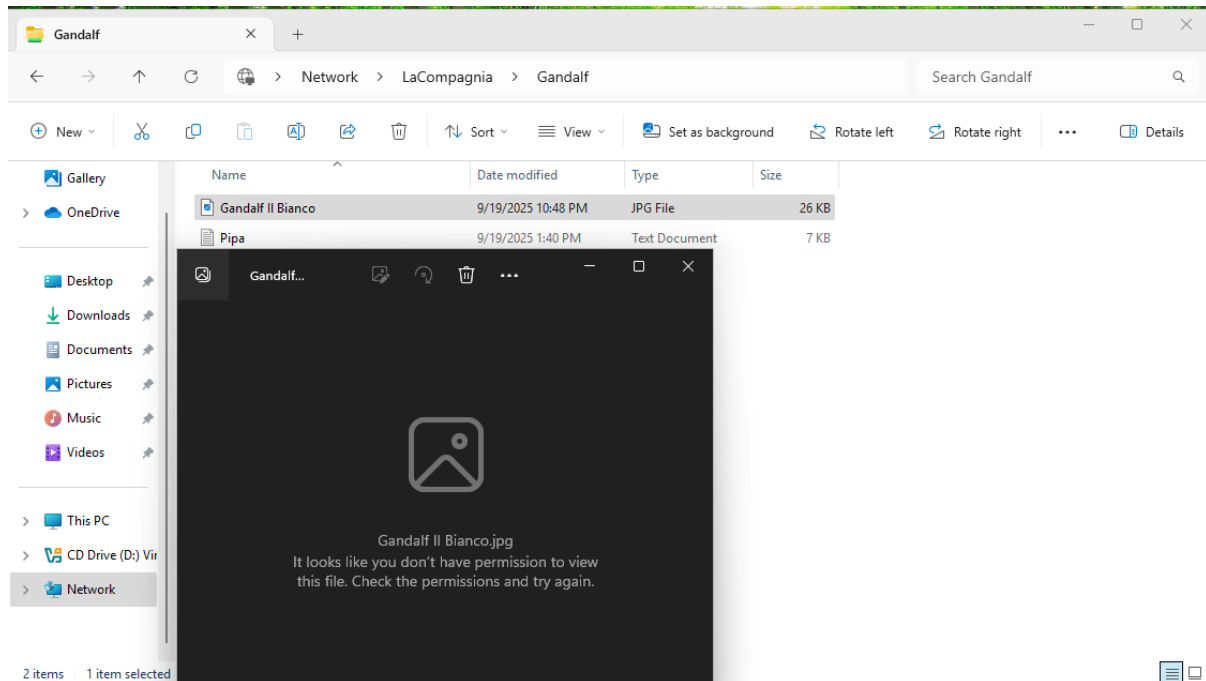 Gandalf
Network > LaCompagnia > Gandalf
Search Gandalf
New
Sort
View
Set as background
Rotate left
Rotate right
Details
Gallery
OneDrive
Desktop
Downloads
Documents
Pictures
Music
Videos
This PC
CD Drive (D:) Vir
Network
Name Date modified Type Size
Gandalf Il Bianco 9/19/2025 10:48 PM JPG File 26 KB
Pipa 9/19/2025 1:40 PM Text Document 7 KB
Gandalf...
Gandalf Il Bianco.jpg
It looks like you don't have permission to view
this file. Check the permissions and try again.
2 items
1 item selected